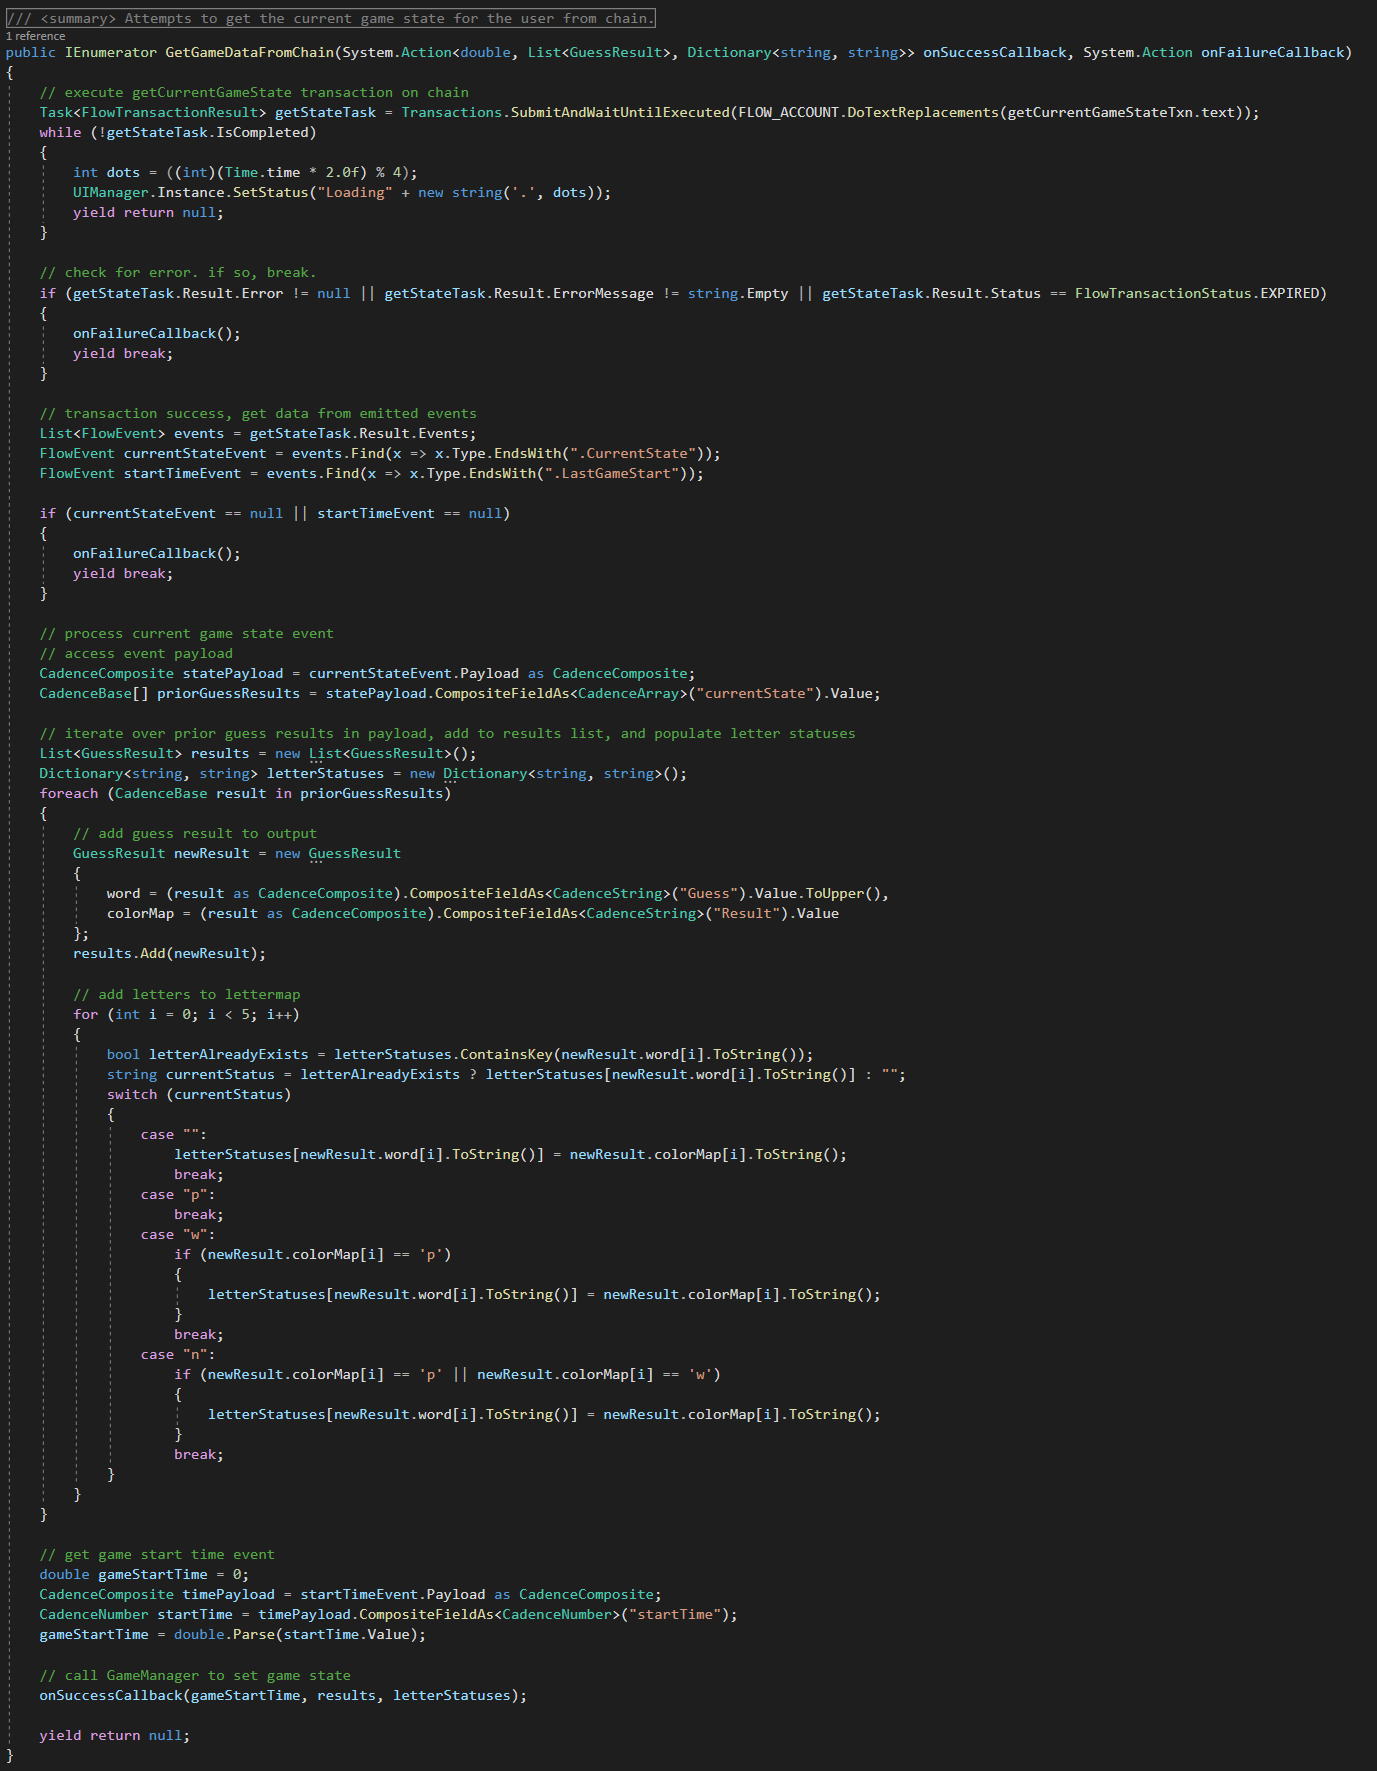 /// <summary> Attempts to get the current game state for the user from chain.
1 reference
public IEnumerator GetGameDataFromChain(System.Action<double, List<GuessResult>, Dictionary<string, string>> onSuccessCallback, System.Action onFailureCallback)
{
    // execute getCurrentGameState transaction on chain
    Task<FlowTransactionResult> getStateTask = Transactions.SubmitAndWaitUntilExecuted(FLOW_ACCOUNT.DoTextReplacements(getCurrentGameStateTxn.text));
    while (!getStateTask.IsCompleted)
    {
        int dots = ((int)(Time.time * 2.0f) % 4);
        UIManager.Instance.SetStatus("Loading" + new string('.', dots));
        yield return null;
    }

    // check for error. if so, break.
    if (getStateTask.Result.Error != null || getStateTask.Result.ErrorMessage != string.Empty || getStateTask.Result.Status == FlowTransactionStatus.EXPIRED)
    {
        onFailureCallback();
        yield break;
    }

    // transaction success, get data from emitted events
    List<FlowEvent> events = getStateTask.Result.Events;
    FlowEvent currentStateEvent = events.Find(x => x.Type.EndsWith(".CurrentState"));
    FlowEvent startTimeEvent = events.Find(x => x.Type.EndsWith(".LastGameStart"));

    if (currentStateEvent == null || startTimeEvent == null)
    {
        onFailureCallback();
        yield break;
    }

    // process current game state event
    // access event payload
    CadenceComposite statePayload = currentStateEvent.Payload as CadenceComposite;
    CadenceBase[] priorGuessResults = statePayload.CompositeFieldAs<CadenceArray>("currentState").Value;

    // iterate over prior guess results in payload, add to results list, and populate letter statuses
    List<GuessResult> results = new List<GuessResult>();
    Dictionary<string, string> letterStatuses = new Dictionary<string, string>();
    foreach (CadenceBase result in priorGuessResults)
    {
        // add guess result to output
        GuessResult newResult = new GuessResult
        {
            word = (result as CadenceComposite).CompositeFieldAs<CadenceString>("Guess").Value.ToUpper(),
            colorMap = (result as CadenceComposite).CompositeFieldAs<CadenceString>("Result").Value
        };
        results.Add(newResult);

        // add letters to lettermap
        for (int i = 0; i < 5; i++)
        {
            bool letterAlreadyExists = letterStatuses.ContainsKey(newResult.word[i].ToString());
            string currentStatus = letterAlreadyExists ? letterStatuses[newResult.word[i].ToString()] : "";
            switch (currentStatus)
            {
                case "":
                    letterStatuses[newResult.word[i].ToString()] = newResult.colorMap[i].ToString();
                    break;
                case "p":
                    break;
                case "w":
                    if (newResult.colorMap[i] == 'p')
                    {
                        letterStatuses[newResult.word[i].ToString()] = newResult.colorMap[i].ToString();
                    }
                    break;
                case "n":
                    if (newResult.colorMap[i] == 'p' || newResult.colorMap[i] == 'w')
                    {
                        letterStatuses[newResult.word[i].ToString()] = newResult.colorMap[i].ToString();
                    }
                    break;
            }
        }
    }

    // get game start time event
    double gameStartTime = 0;
    CadenceComposite timePayload = startTimeEvent.Payload as CadenceComposite;
    CadenceNumber startTime = timePayload.CompositeFieldAs<CadenceNumber>("startTime");
    gameStartTime = double.Parse(startTime.Value);

    // call GameManager to set game state
    onSuccessCallback(gameStartTime, results, letterStatuses);

    yield return null;
}